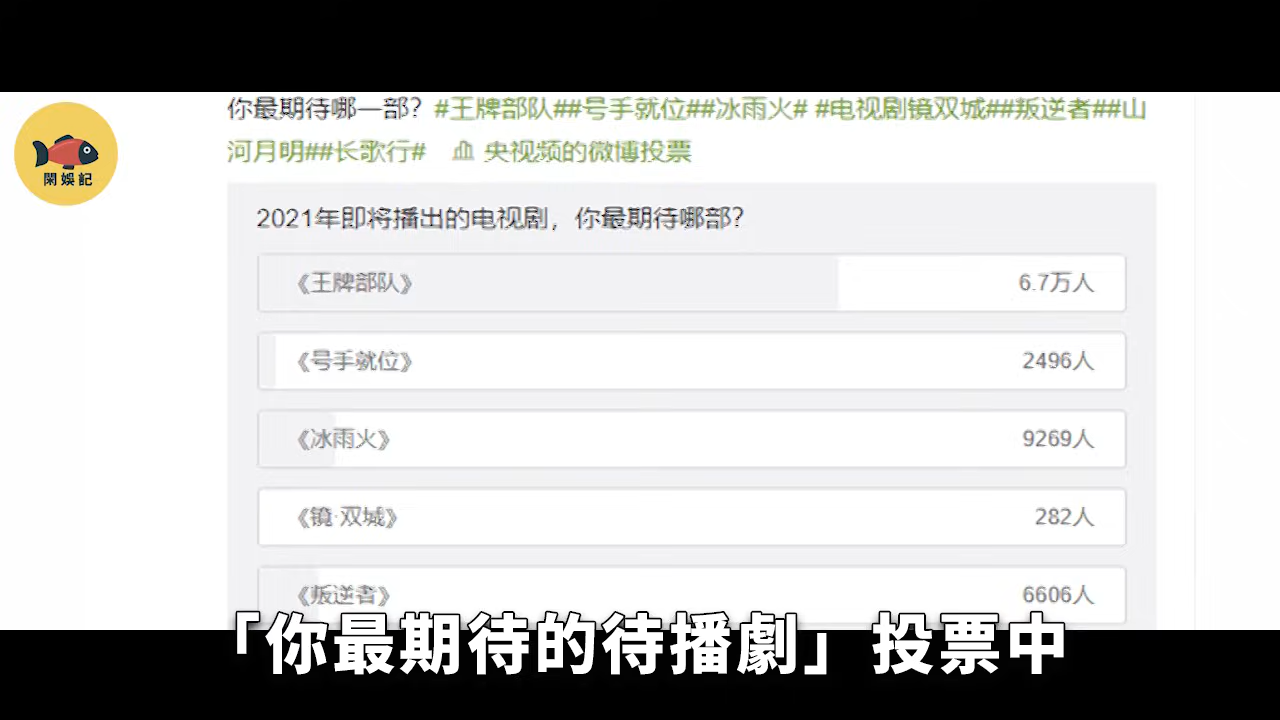 你最期待哪一部？#王牌部队##号手就位##冰雨火# #电视剧镜双城##叛逆者##山
河月明##长歌行# 央视频的微博投票
閑娛記
2021年即将播出的电视剧，你最期待哪部？
《王牌部队》 6.7万人
《号手就位》 2496人
《冰雨火》 9269人
《镜·双城》 282人
《叛逆者》 6606人
「你最期待的待播劇」投票中